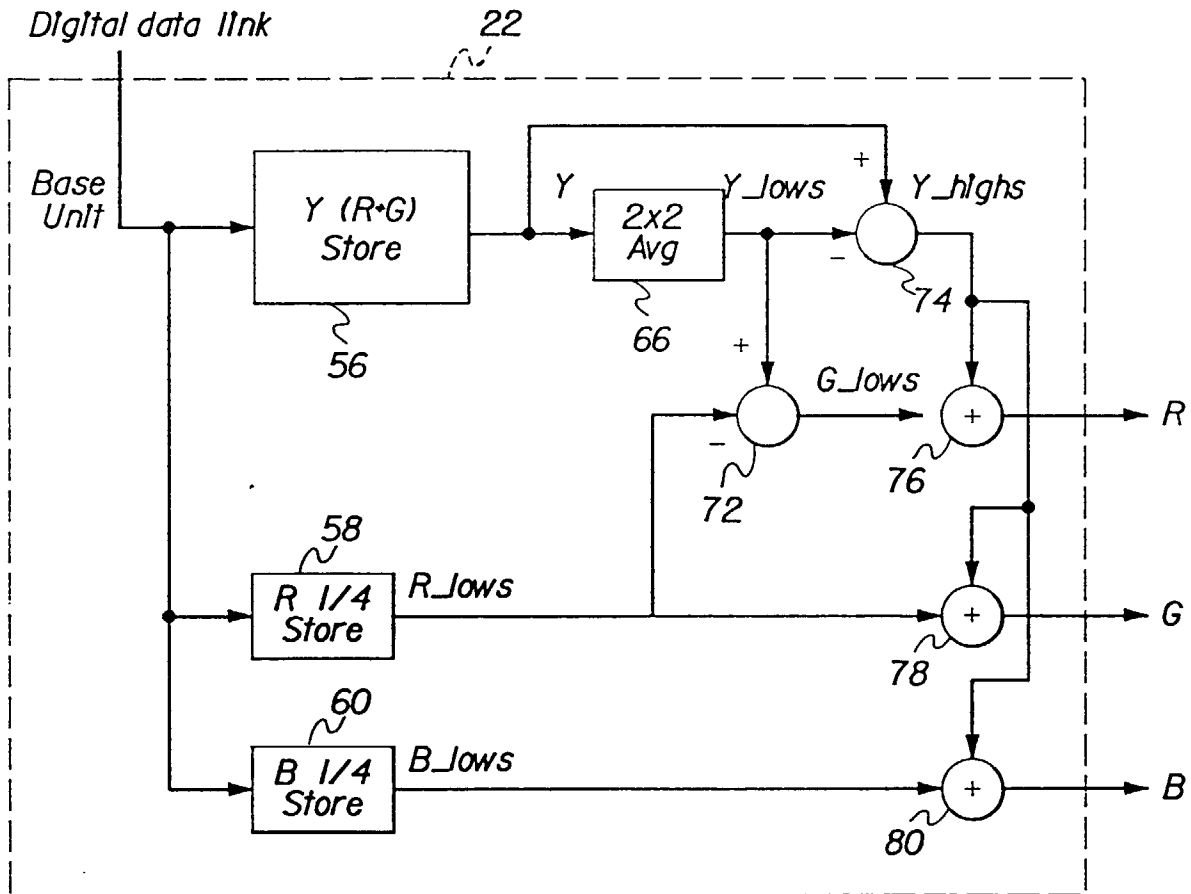 Digital data link
22
Base
Unit
Y (R+G)
Store
56
Y
2x2
Avg
66
Y_lows
+
-
Y_highs
74
+
-
72
G_lows
+
76
R
58
R 1/4
Store
R_lows
+
78
G
60
B 1/4
Store
B_lows
+
80
B